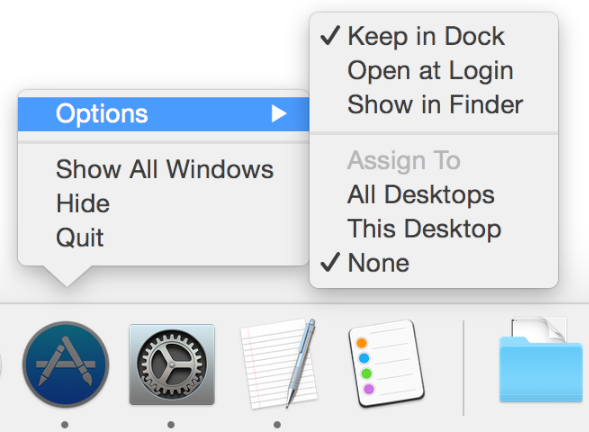 Options
Show All Windows
Hide
Quit
Keep in Dock
Open at Login
Show in Finder
Assign To
All Desktops
This Desktop
None